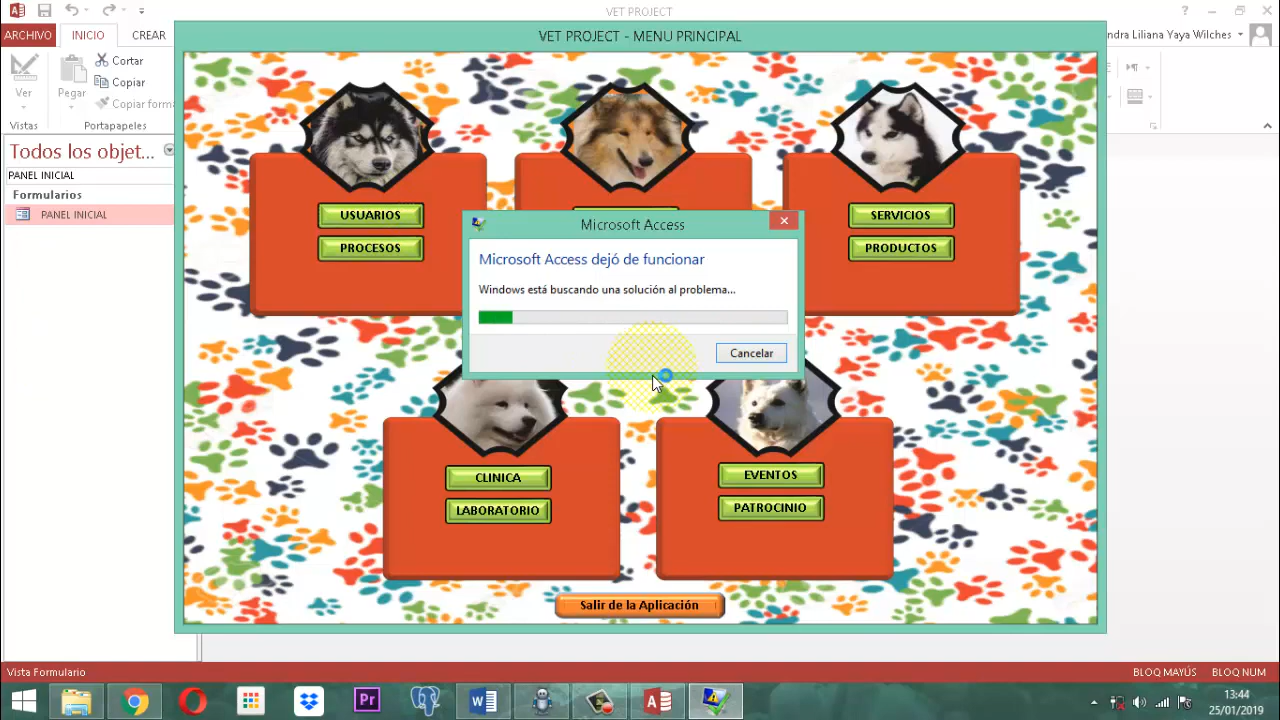 VET PROJECT
ARCHIVO
INICIO
CREAR
ndra Liliana Yaya Wilches
Ver
Pegar
Cortar
Copiar
Copiar forma
Vistas
Portapapeles
Todos los objet...
PANEL INICIAL
Formularios
PANEL INICIAL
VET PROJECT - MENU PRINCIPAL
USUARIOS
PROCESOS
SERVICIOS
PRODUCTOS
Microsoft Access
Microsoft Access dejó de funcionar
Windows está buscando una solución al problema...
Cancelar
CLINICA
LABORATORIO
EVENTOS
PATROCINIO
Salir de la Aplicación
Vista Formulario
BLOQ MAYÚS
BLOQ NUM
Pr
13:44
25/01/2019